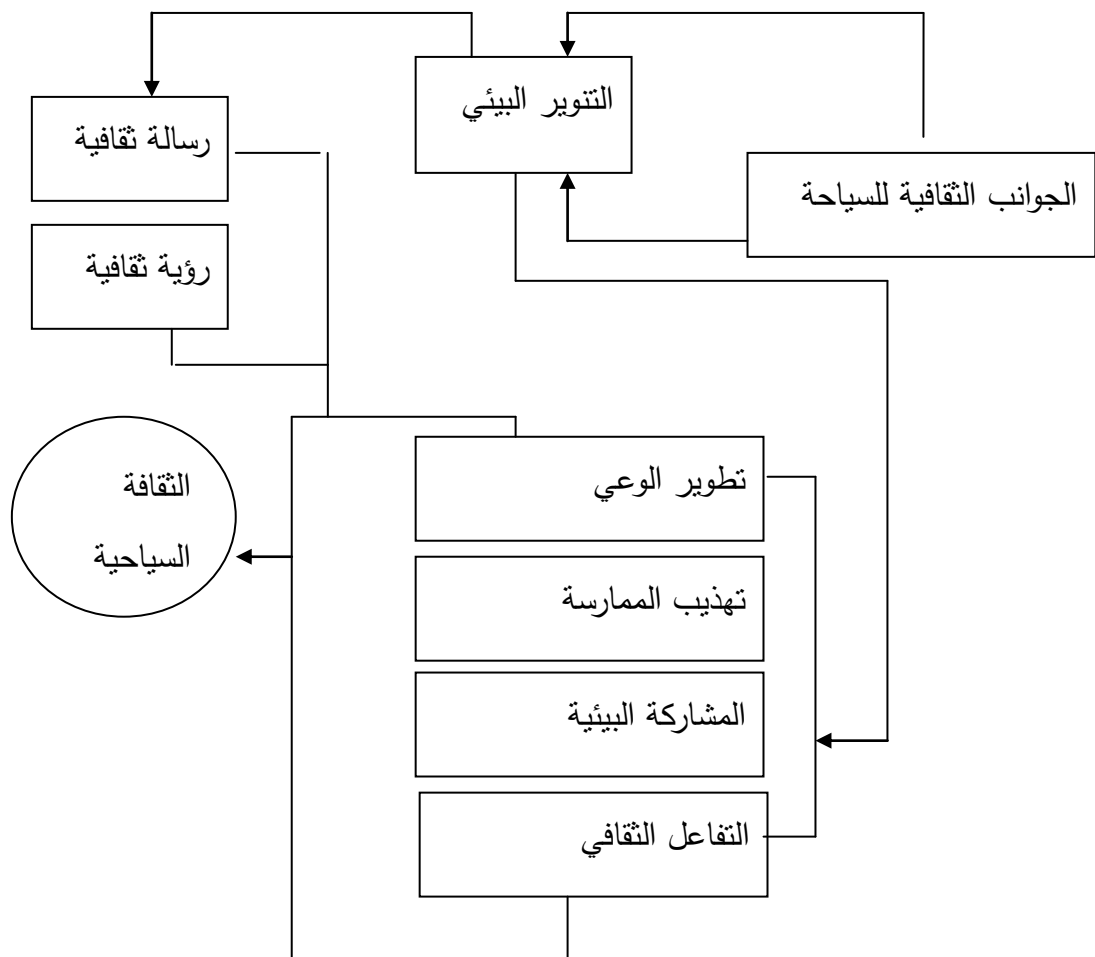 التنوير البيئي
رسالة ثقافية
الجوانب الثقافية للسياحة
رؤية ثقافية
تطوير الوعي
الثقافة
السياحية
تهذيب الممارسة
المشاركة البيئية
التفاعل الثقافي